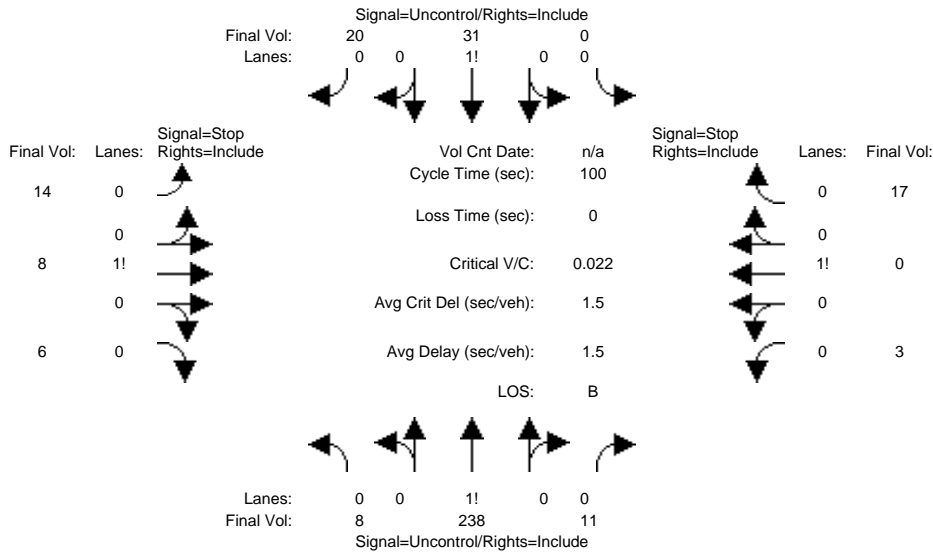 Signal=Uncontrol/Rights=Include
Final Vol: 20 31 0
Lanes: 0 0 1! 0 0
Signal=Stop Signal=Stop
Final Vol: Lanes: Rights=Include Vol Cnt Date: n/a Rights=Include Lanes: Final Vol:
Cycle Time (sec): 100
14 0 0 17
Loss Time (sec): 0
0 0
8 1! Critical V/C: 0.022 1! 0
0 Avg Crit Del (sec/veh): 1.5 0
6 0 Avg Delay (sec/veh): 1.5 0 3
LOS: B
Lanes: 0 0 1! 0 0
Final Vol: 8 238 11
Signal=Uncontrol/Rights=Include